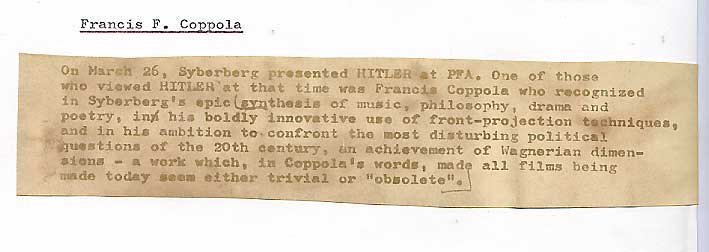 Francis F. Coppola
On March 26, Syberberg presented HITLER at PFA. One of those
who viewed HITLER at that time was Francis Coppola who recognized
in Syberberg's epic synthesis of music, philosophy, drama and
poetry, in his boldly innovative use of front-projection techniques,
and in his ambition to confront the most disturbing political
questions of the 20th century, an achievement of Wagnerian dimen-
sions - a work which, in Coppola's words, made all films being
made today seem either trivial or "obsolete".